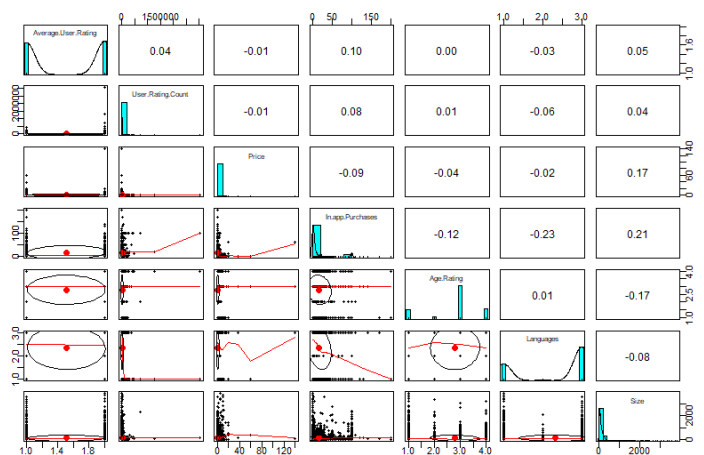 0 1500000
0 50
1.0 2.0 3.0
Average.User.Rating
0.04
-0.01
0.10
0.00
-0.03
0.05
1.0 1.6
0 2000000
User.Rating.Count
-0.01
0.08
0.01
-0.06
0.04
Price
-0.09
-0.04
-0.02
0.17
0 60 140
0 100
In.app.Purchases
-0.12
-0.23
0.21
Age.Rating
0.01
-0.17
1.0 2.5 4.0
1.0 2.0 3.0
Languages
-0.08
Size
0 2000
1.0 1.4 1.8
0 40 80 120
1.0 2.0 3.0 4.0
0 2000